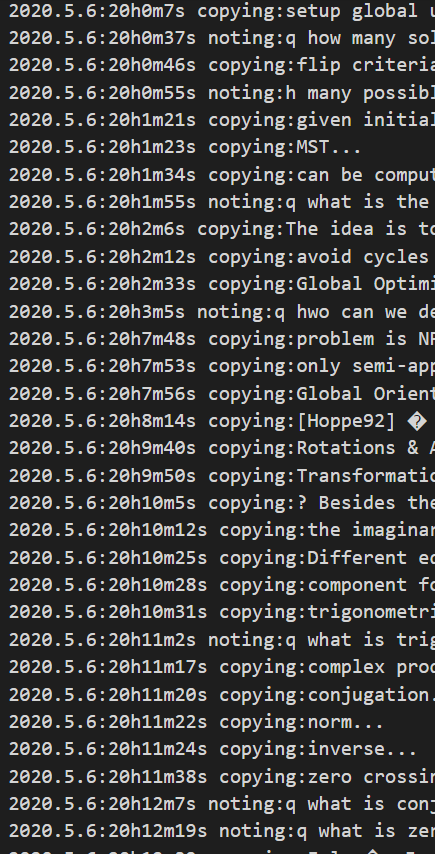 2020.5.6:20h0m7s copying:setup global
2020.5.6:20h0m37s noting:q how many sol
2020.5.6:20h0m46s copying:flip criteria
2020.5.6:20h0m55s noting:h many possibl
2020.5.6:20h1m21s copying:given initial
2020.5.6:20h1m23s copying:MST...
2020.5.6:20h1m34s copying:can be comput
2020.5.6:20h1m55s noting:q what is the
2020.5.6:20h2m6s copying:The idea is to
2020.5.6:20h2m12s copying:avoid cycles
2020.5.6:20h2m33s copying:Global Optimi
2020.5.6:20h3m5s noting:q hwo can we de
2020.5.6:20h7m48s copying:problem is NP
2020.5.6:20h7m53s copying:only semi-app
2020.5.6:20h7m56s copying:Global Orient
2020.5.6:20h8m14s copying:[Hoppe92] �
2020.5.6:20h9m40s copying:Rotations & A
2020.5.6:20h9m50s copying:Transformatio
2020.5.6:20h10m5s copying:? Besides the
2020.5.6:20h10m12s copying:the imaginar
2020.5.6:20h10m25s copying:Different eq
2020.5.6:20h10m28s copying:component fo
2020.5.6:20h10m31s copying:trigonometri
2020.5.6:20h11m2s noting:q what is trig
2020.5.6:20h11m17s copying:complex prod
2020.5.6:20h11m20s copying:conjugation.
2020.5.6:20h11m22s copying:norm...
2020.5.6:20h11m24s copying:inverse...
2020.5.6:20h11m38s copying:zero crossin
2020.5.6:20h12m7s noting:q what is conj
2020.5.6:20h12m19s noting:q what is zer